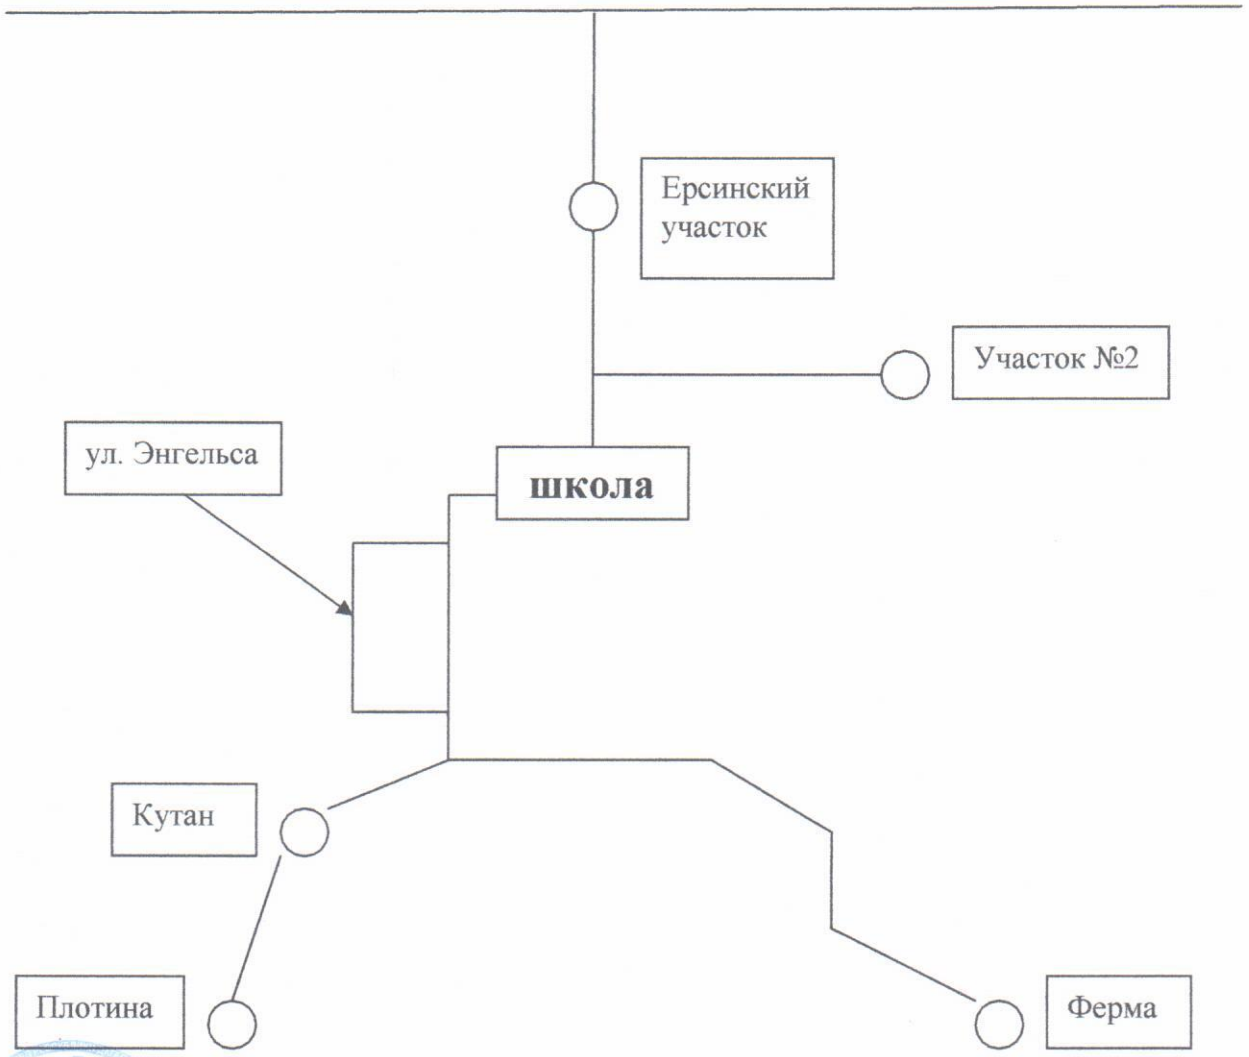 Ерсинский
участок
Участок №2
ул. Энгельса
школа
Кутан
Плотина
Ферма